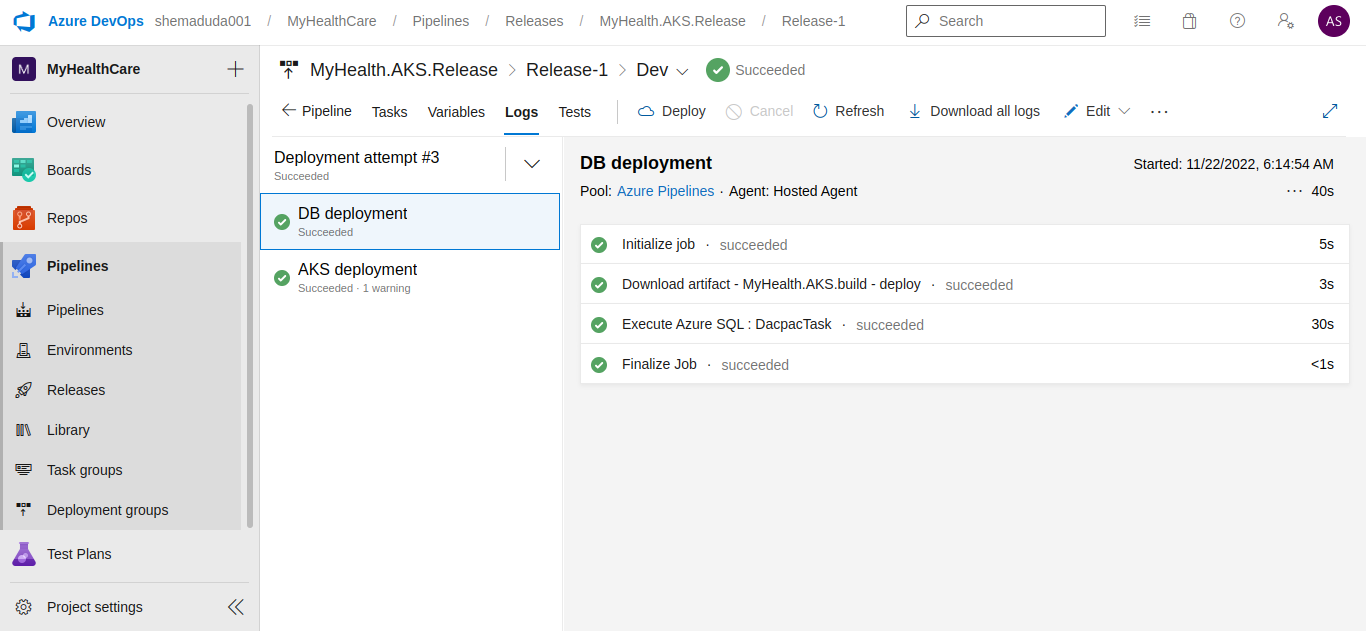 Azure DevOps shemaduda001 / MyHealthCare / Pipelines / Releases / MyHealth.AKS.Release / Release-1
Search
AS
M MyHealthCare
Overview
Boards
Repos
Pipelines
Pipelines
Environments
Releases
Library
Task groups
Deployment groups
Test Plans
Project settings
MyHealth.AKS.Release > Release-1 > Dev Succeeded
Pipeline Tasks Variables Logs Tests Deploy Cancel Refresh Download all logs Edit ...
Deployment attempt #3
Succeeded
DB deployment
Succeeded
AKS deployment
Succeeded · 1 warning
DB deployment Started: 11/22/2022, 6:14:54 AM
Pool: Azure Pipelines · Agent: Hosted Agent ... 40s
Initialize job · succeeded 5s
Download artifact - MyHealth.AKS.build - deploy · succeeded 3s
Execute Azure SQL : DacpacTask · succeeded 30s
Finalize Job · succeeded <1s